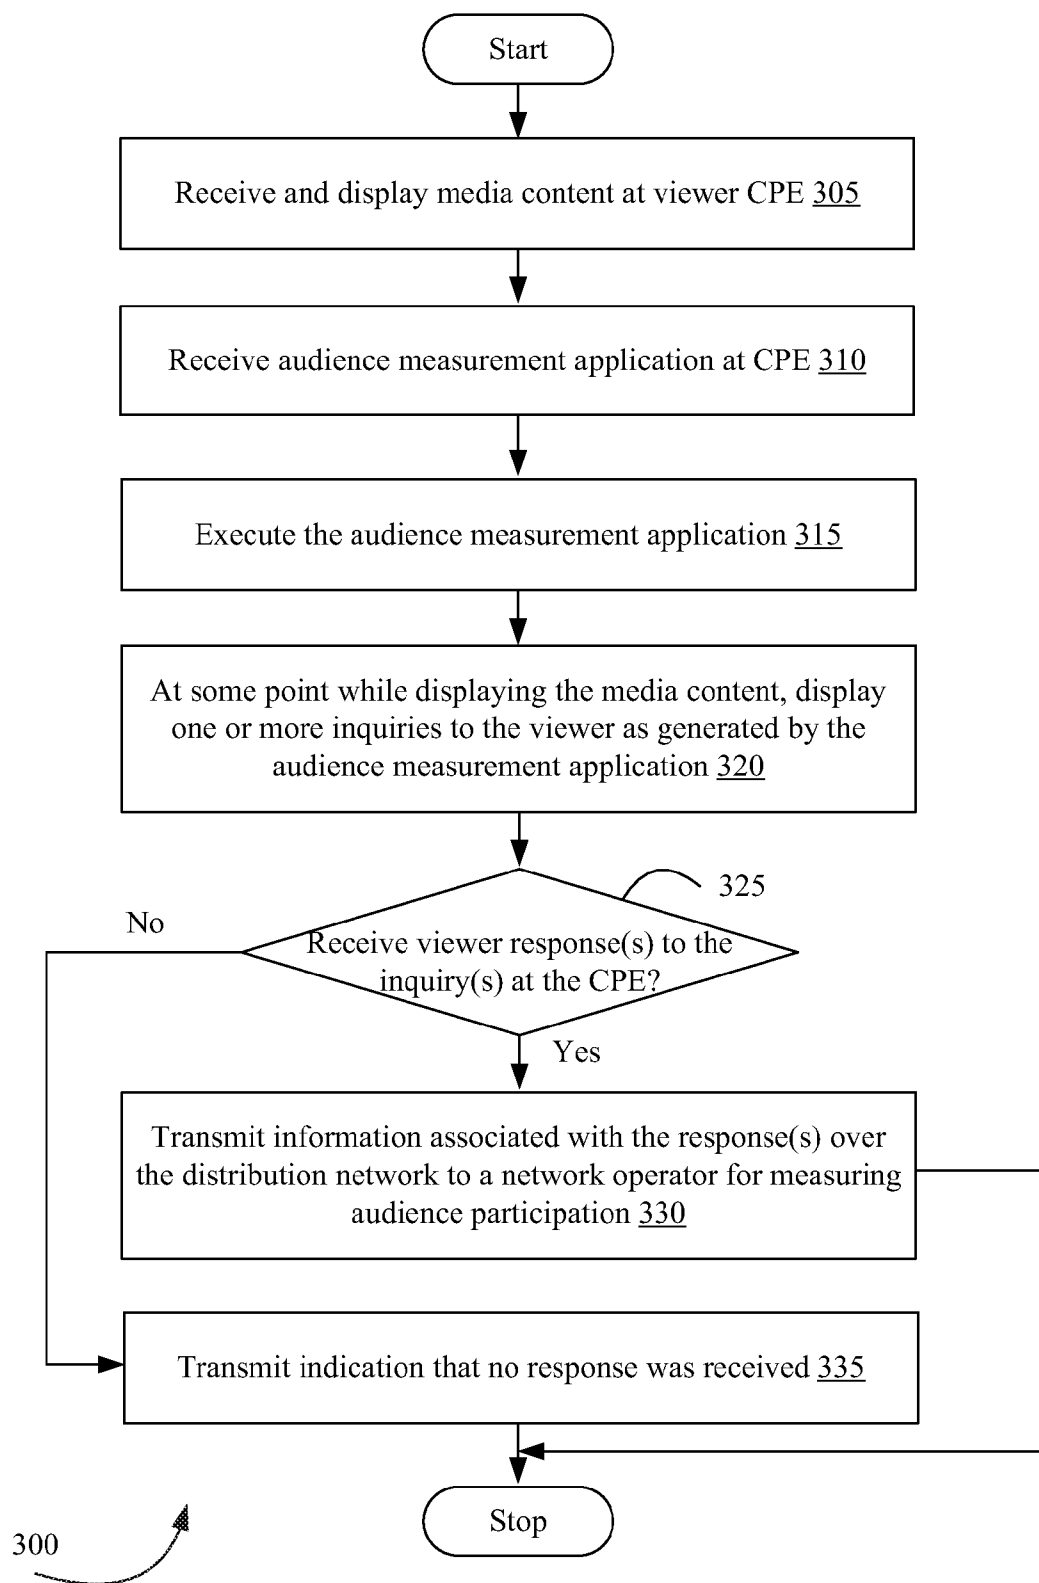 Start
Receive and display media content at viewer CPE 305
Receive audience measurement application at CPE 310
Execute the audience measurement application 315
At some point while displaying the media content, display
one or more inquiries to the viewer as generated by the
audience measurement application 320
325
No
Receive viewer response(s) to the
inquiry(s) at the CPE?
Yes
Transmit information associated with the response(s) over
the distribution network to a network operator for measuring
audience participation 330
Transmit indication that no response was received 335
Stop
300